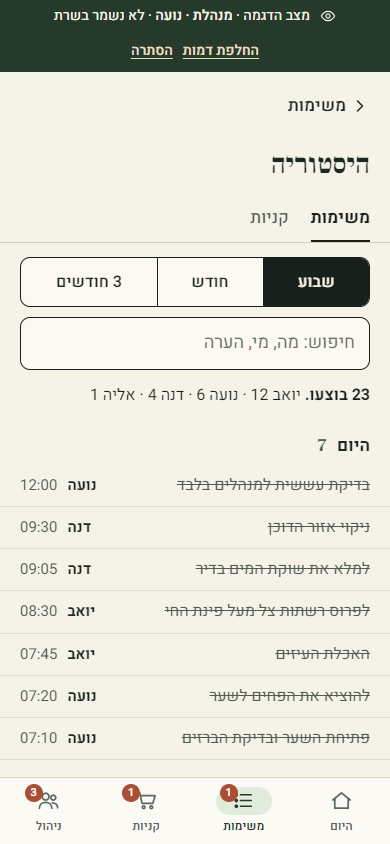 מצב הדגמה · מנהלת · נועה · לא נשמר בשרת
החלפת דמות הסתרה
משימות
היסטוריה
משימות קניות
שבוע חודש 3 חודשים
חיפוש: מה, מי, הערה
23 בוצעו. יואב 12 · נועה 6 · דנה 4 · אליה 1
היום 7
בדיקת עששית למנהלים בלבד נועה 12:00
ניקוי אזור הדוכן דנה 09:30
למלא את שוקת המים בדיר דנה 09:05
לפרוס רשתות צל מעל פינת החי יואב 08:30
האכלת העיזים יואב 07:45
להוציא את הפחים לשער נועה 07:20
פתיחת השער ובדיקת הברזים נועה 07:10
1 1 3
היום משימות קניות ניהול